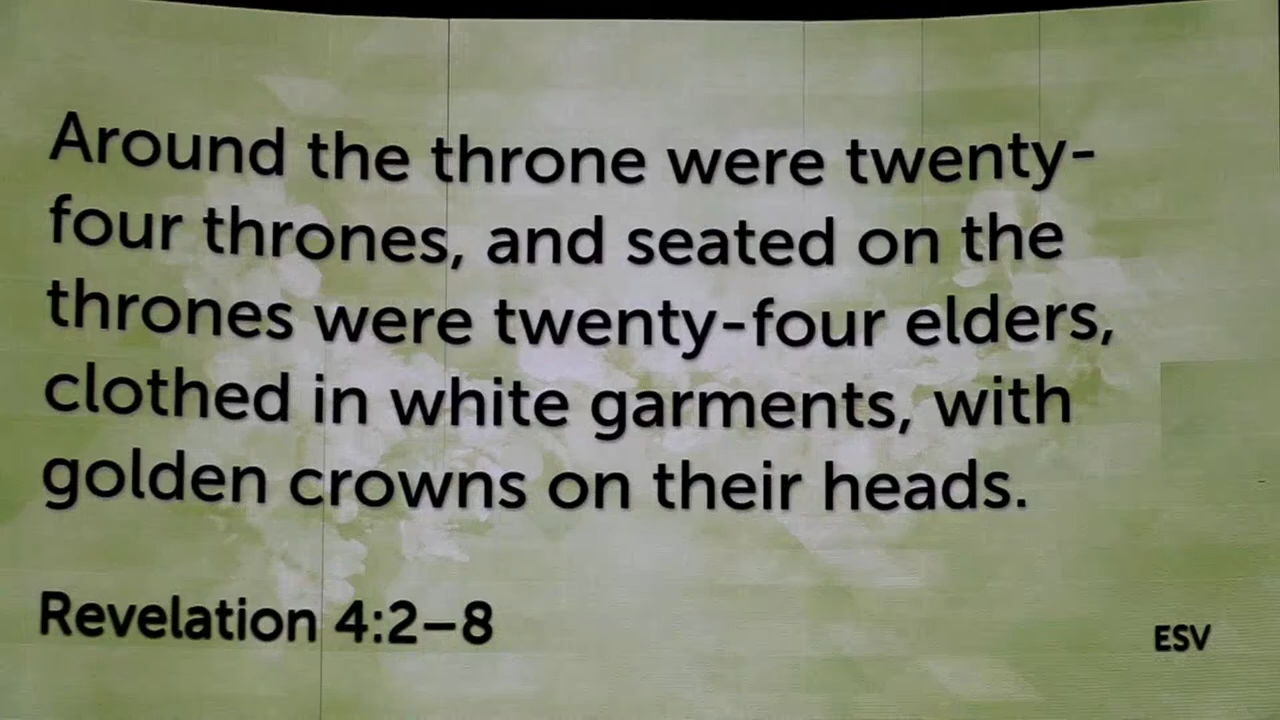 Around the throne were twenty-
four thrones, and seated on the
thrones were twenty-four elders,
clothed in white garments, with
golden crowns on their heads.
Revelation 4:2–8
ESV